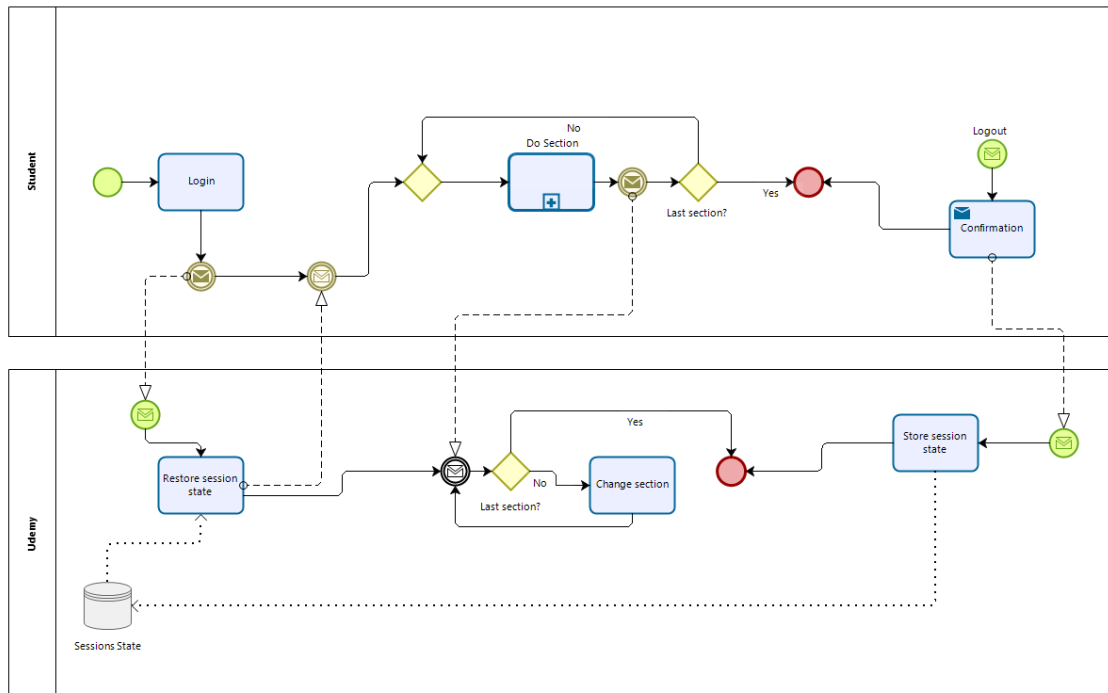 Student
Login
No
Do Section
Last section?
Yes
Logout
Confirmation
Udemy
Restore session
state
Yes
No
Last section?
Change section
Store session
state
Sessions State